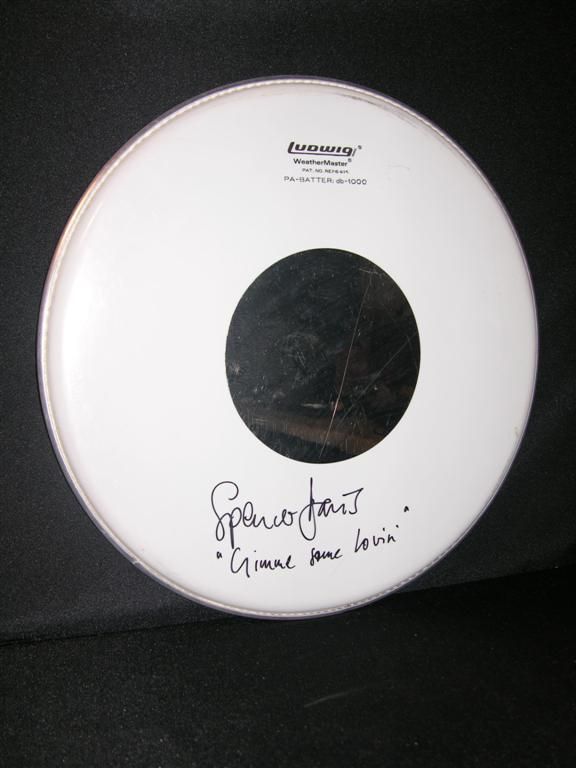 Ludwig®
WeatherMaster®
PA-BATTER: db-1000
Spencer Davis
"Gimme some Lovin'"